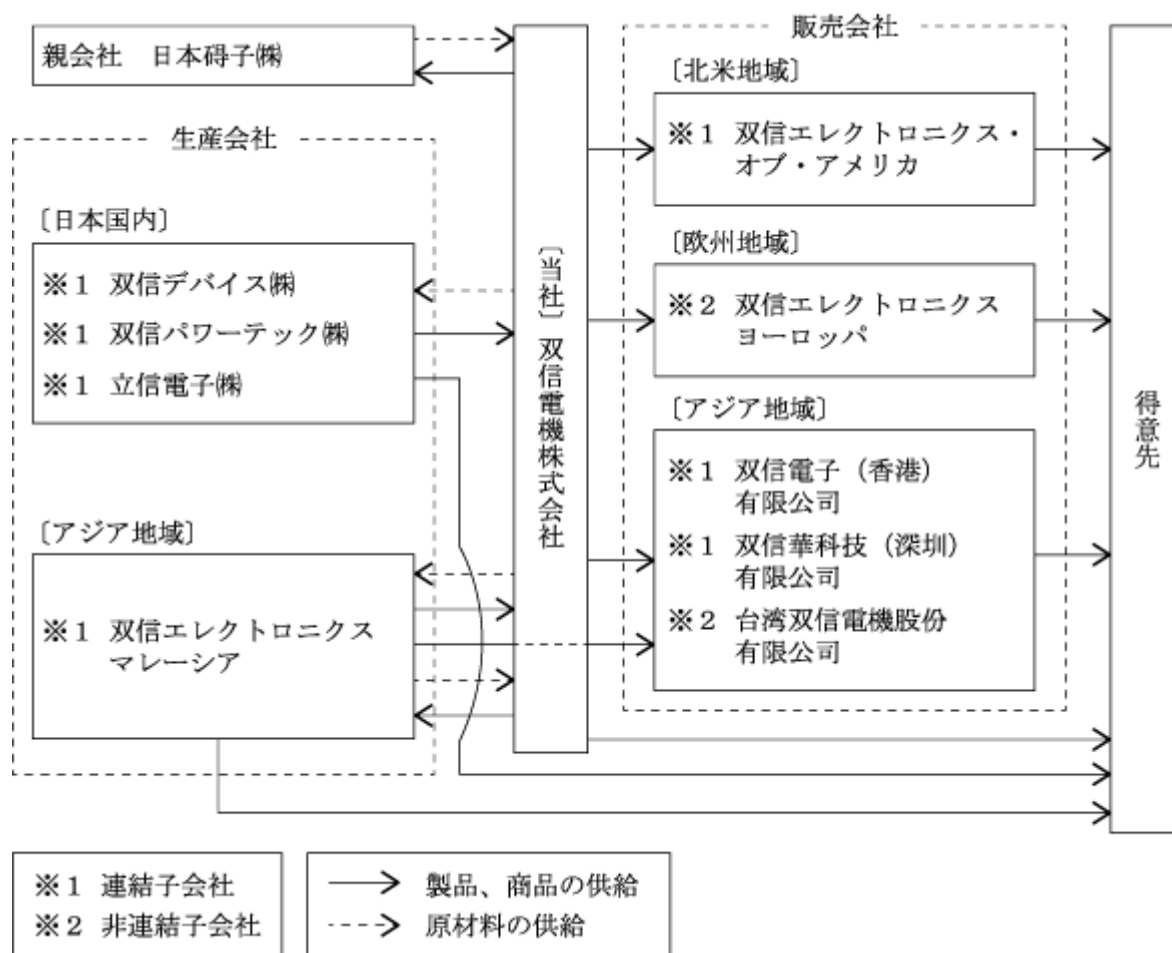 親会社 日本碍子㈱
生産会社
〔日本国内〕
※1 双信デバイス㈱
※1 双信パワーテック㈱
※1 立信電子㈱
〔アジア地域〕
※1 双信エレクトロニクス
マレーシア
〔当社〕双信電機株式会社
販売会社
〔北米地域〕
※1 双信エレクトロニクス・
オブ・アメリカ
〔欧州地域〕
※2 双信エレクトロニクス
ヨーロッパ
〔アジア地域〕
※1 双信電子（香港）
有限公司
※1 双信華科技（深圳）
有限公司
※2 台湾双信電機股份
有限公司
得意先
※1 連結子会社
※2 非連結子会社
製品、商品の供給
原材料の供給